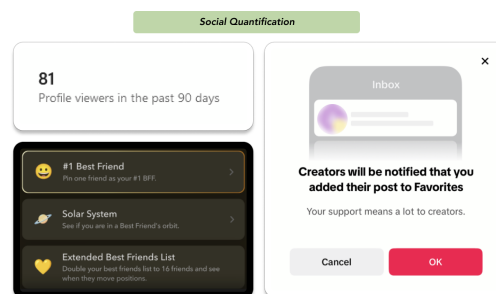 Social Quantification
81
Profile viewers in the past 90 days
#1 Best Friend
Pin one friend as your #1 BFF.
Solar System
See if you are in a Best Friend's orbit.
Extended Best Friends List
Double your best friends list to 16 friends and see
when they move positions.
Inbox
Creators will be notified that you
added their post to Favorites
Your support means a lot to creators.
Cancel
OK